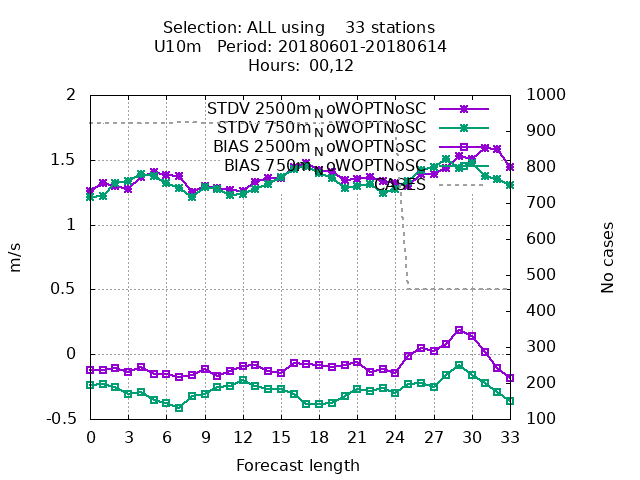 Selection: ALL using 33 stations
U10m Period: 20180601-20180614
Hours: 00,12
STDV 2500m_NoWOPTNoSC
STDV 750m_NoWOPTNoSC
BIAS 2500m_NoWOPTNoSC
BIAS 750m_NoWOPTNoSC
CASES
2
1.5
1
0.5
0
-0.5
m/s
1000
900
800
700
600
500
400
300
200
100
No cases
0 3 6 9 12 15 18 21 24 27 30 33
Forecast length